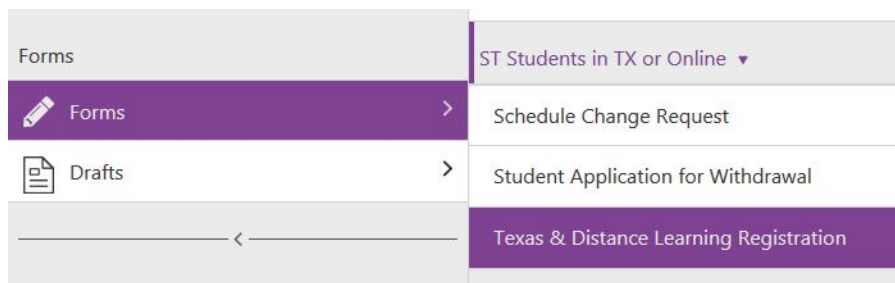 Forms
Forms
Drafts
ST Students in TX or Online
Schedule Change Request
Student Application for Withdrawal
Texas & Distance Learning Registration